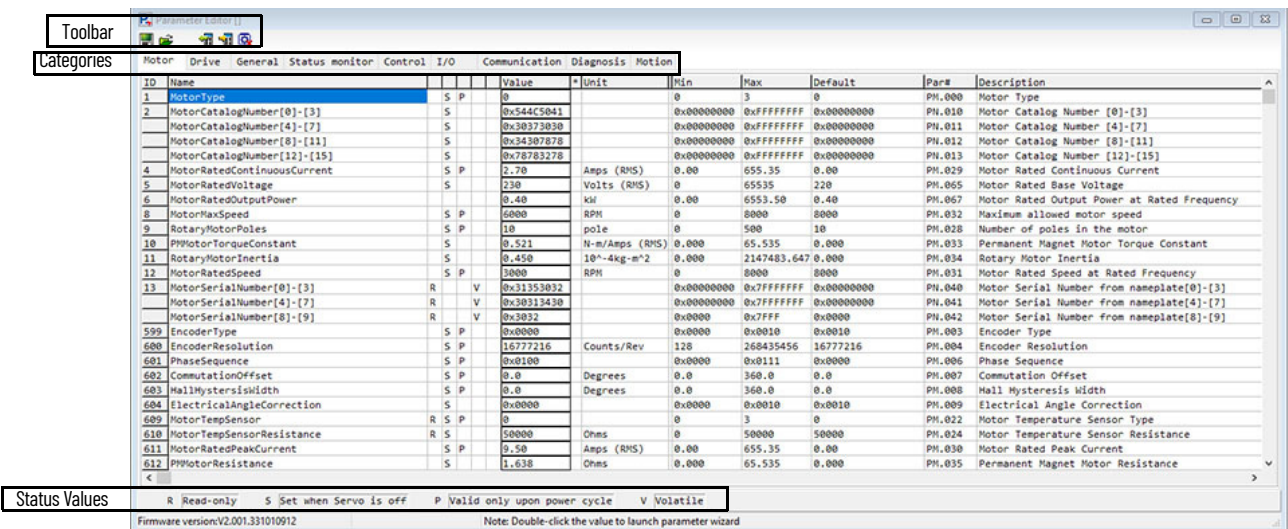 Parameter Editor []
Toolbar
Categories
Motor Drive General Status monitor Control I/O Communication Diagnosis Motion
ID Name Value * Unit Min Max Default Par# Description
1 MotorType S P 0 0 3 0 PM.000 Motor Type
2 MotorCatalogNumber[0]-[3] S 0x544C5041 0x00000000 0xFFFFFFFF 0x00000000 PN.010 Motor Catalog Number [0]-[3]
MotorCatalogNumber[4]-[7] S 0x30373030 0x00000000 0xFFFFFFFF 0x00000000 PN.011 Motor Catalog Number [4]-[7]
MotorCatalogNumber[8]-[11] S 0x34307878 0x00000000 0xFFFFFFFF 0x00000000 PN.012 Motor Catalog Number [8]-[11]
MotorCatalogNumber[12]-[15] S 0x78783278 0x00000000 0xFFFFFFFF 0x00000000 PN.013 Motor Catalog Number [12]-[15]
4 MotorRatedContinuousCurrent S P 2.70 Amps (RMS) 0.00 655.35 0.00 PM.029 Motor Rated Continuous Current
5 MotorRatedVoltage S 230 Volts (RMS) 0 65535 220 PM.065 Motor Rated Base Voltage
6 MotorRatedOutputPower 0.40 kW 0.00 6553.50 0.40 PM.067 Motor Rated Output Power at Rated Frequency
8 MotorMaxSpeed S P 6000 RPM 0 8000 8000 PM.032 Maximum allowed motor speed
9 RotaryMotorPoles S P 10 pole 0 500 10 PM.028 Number of poles in the motor
10 PMMotorTorqueConstant S 0.521 N-m/Amps (RMS) 0.000 65.535 0.000 PM.033 Permanent Magnet Motor Torque Constant
11 RotaryMotorInertia S 0.450 10^-4kg-m^2 0.000 2147483.647 0.000 PM.034 Rotary Motor Inertia
12 MotorRatedSpeed S P 3000 RPM 0 8000 8000 PM.031 Motor Rated Speed at Rated Frequency
13 MotorSerialNumber[0]-[3] R V 0x31353032 0x00000000 0x7FFFFFFF 0x00000000 PN.040 Motor Serial Number from nameplate[0]-[3]
MotorSerialNumber[4]-[7] R V 0x30313430 0x00000000 0x7FFFFFFF 0x00000000 PN.041 Motor Serial Number from nameplate[4]-[7]
MotorSerialNumber[8]-[9] R V 0x3032 0x0000 0x7FFF 0x0000 PN.042 Motor Serial Number from nameplate[8]-[9]
599 EncoderType S P 0x0000 0x0000 0x0010 0x0010 PM.003 Encoder Type
600 EncoderResolution S P 16777216 Counts/Rev 128 268435456 16777216 PM.004 Encoder Resolution
601 PhaseSequence S P 0x0100 0x0000 0x0111 0x0000 PM.006 Phase Sequence
602 CommutationOffset S P 0.0 Degrees 0.0 360.0 0.0 PM.007 Commutation Offset
603 HallHystersisWidth S P 0.0 Degrees 0.0 360.0 0.0 PM.008 Hall Hysteresis Width
604 ElectricalAngleCorrection S 0x0000 0x0000 0x0010 0x0010 PM.009 Electrical Angle Correction
609 MotorTempSensor R S P 0 0 3 0 PM.022 Motor Temperature Sensor Type
610 MotorTempSensorResistance R S 50000 Ohms 0 50000 50000 PM.024 Motor Temperature Sensor Resistance
611 MotorRatedPeakCurrent S P 9.50 Amps (RMS) 0.00 655.35 0.00 PM.030 Motor Rated Peak Current
612 PMMotorResistance S 1.638 Ohms 0.000 65.535 0.000 PM.035 Permanent Magnet Motor Resistance
Status Values
R Read-only S Set when Servo is off P Valid only upon power cycle V Volatile
Firmware version:V2.001.331010912 Note: Double-click the value to launch parameter wizard